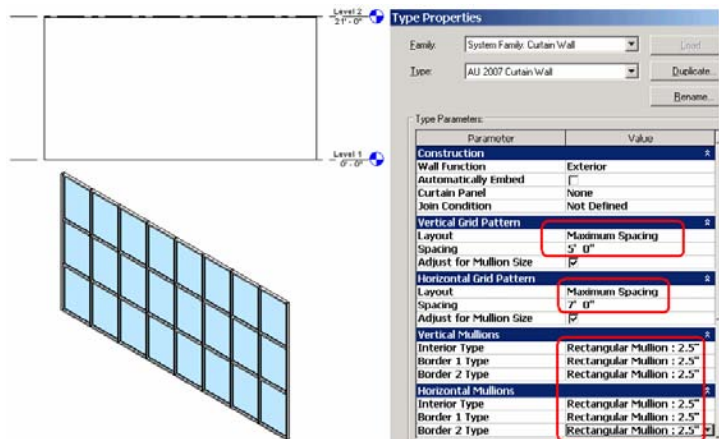 Level 2
21' - 0"
Level 1
0' - 0"
Type Properties
Family: System Family: Curtain Wall Load...
Type: AU 2007 Curtain Wall Duplicate...
Rename...
Type Parameters:
Parameter Value
Construction
Wall Function Exterior
Automatically Embed
Curtain Panel None
Join Condition Not Defined
Vertical Grid Pattern
Layout Maximum Spacing
Spacing 5' 0"
Adjust for Mullion Size
Horizontal Grid Pattern
Layout Maximum Spacing
Spacing 7' 0"
Adjust for Mullion Size
Vertical Mullions
Interior Type Rectangular Mullion : 2.5"
Border 1 Type Rectangular Mullion : 2.5"
Border 2 Type Rectangular Mullion : 2.5"
Horizontal Mullions
Interior Type Rectangular Mullion : 2.5"
Border 1 Type Rectangular Mullion : 2.5"
Border 2 Type Rectangular Mullion : 2.5"